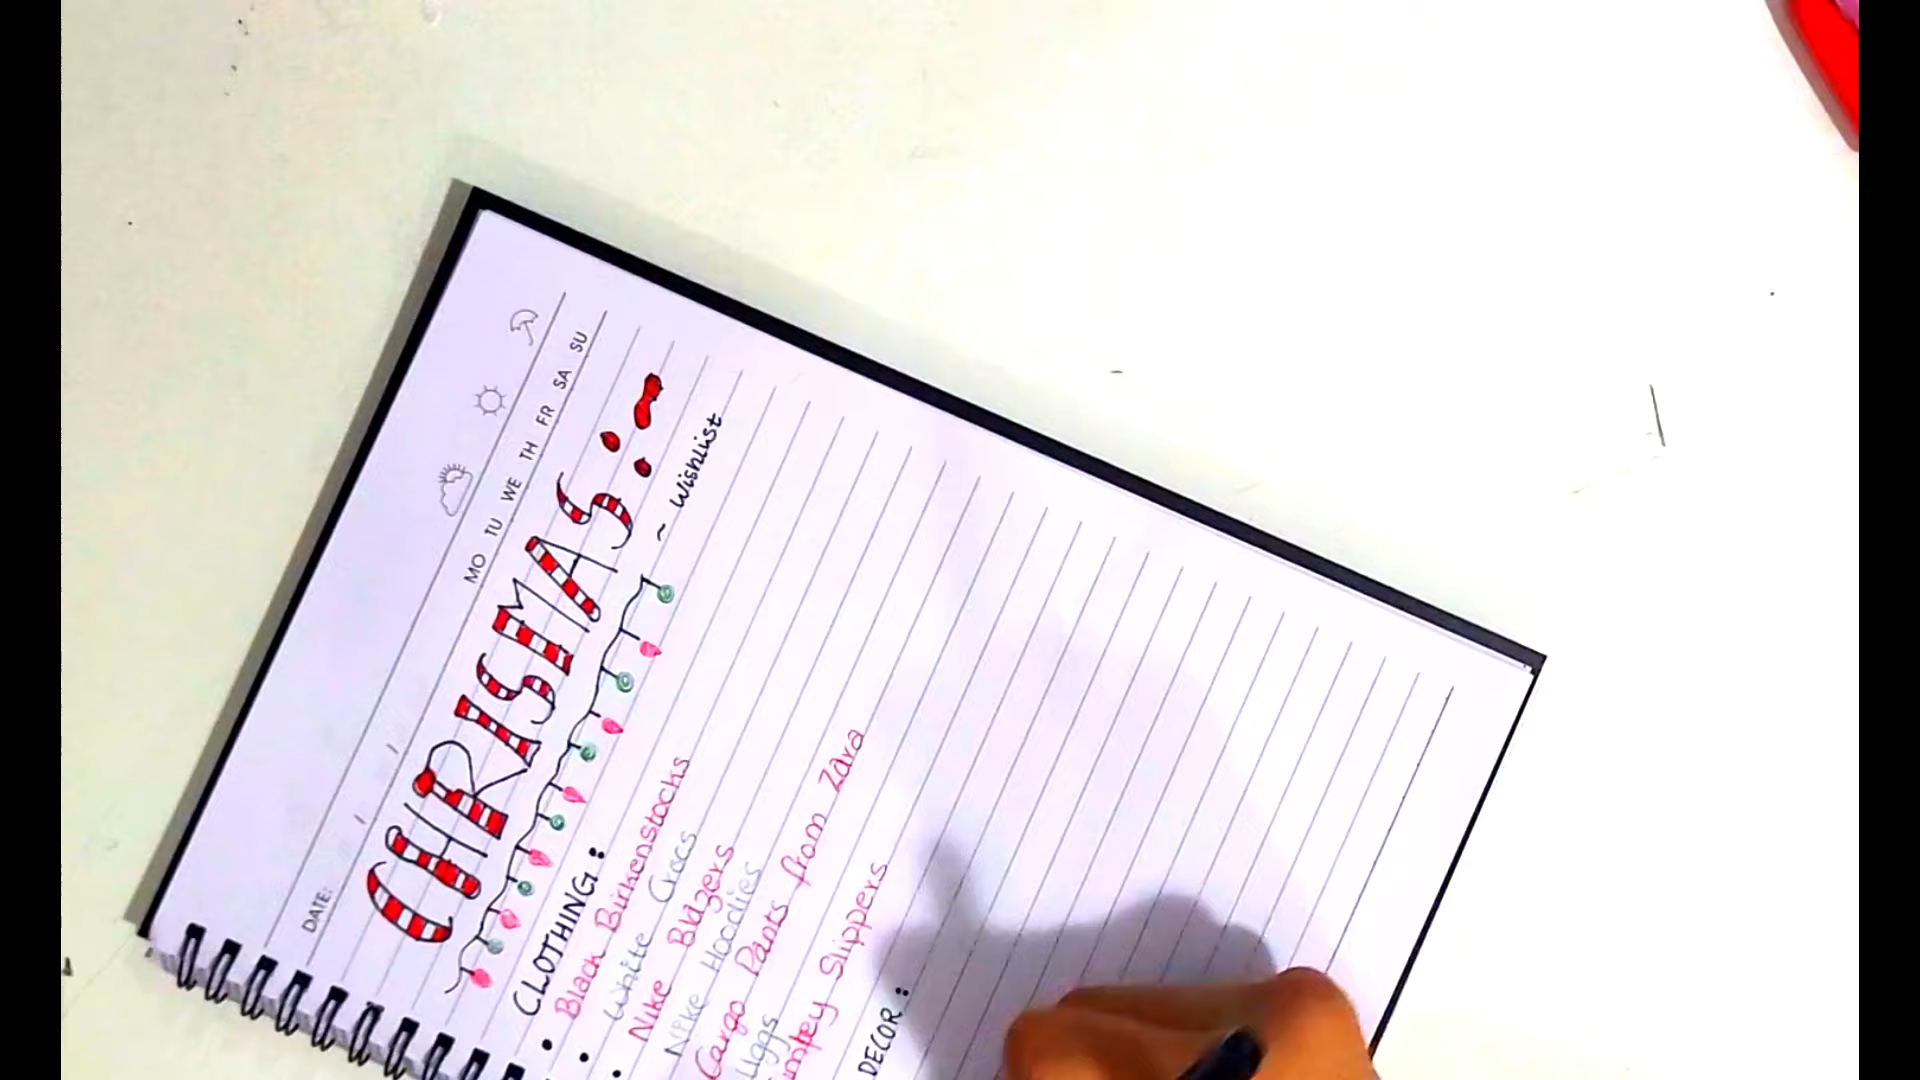 DATE: / /
MO TU WE TH FR SA SU
CHRISMAS:
~ Wishlist
CLOTHING:
• Black Birkenstocks
• White Crocs
• Nike Blazers
Nike Hoodies
Cargo Pants from Zara
Uggs
Slippers
DECOR: